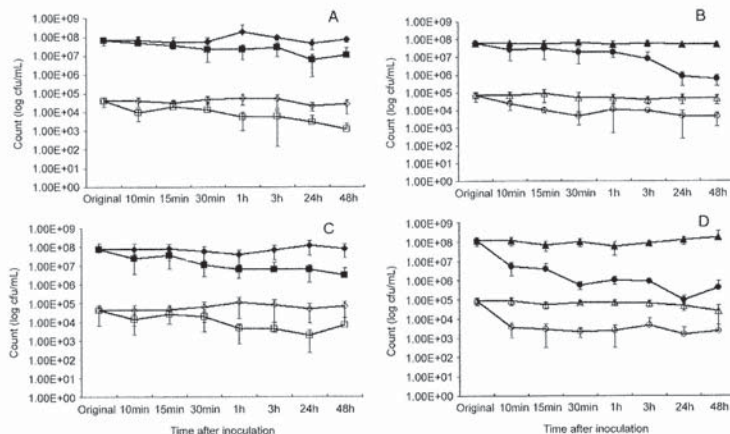 A
Count (log cfu/mL)
1.00E+09
1.00E+08
1.00E+07
1.00E+06
1.00E+05
1.00E+04
1.00E+03
1.00E+02
1.00E+01
1.00E+00
Original 10min 15min 30min 1h 3h 24h 48h
B
Count (log cfu/mL)
1.00E+09
1.00E+08
1.00E+07
1.00E+06
1.00E+05
1.00E+04
1.00E+03
1.00E+02
1.00E+01
1.00E+00
Original 10min 15min 30min 1h 3h 24h 48h
C
Count (log cfu/mL)
1.00E+09
1.00E+08
1.00E+07
1.00E+06
1.00E+05
1.00E+04
1.00E+03
1.00E+02
1.00E+01
1.00E+00
Original 10min 15min 30min 1h 3h 24h 48h
Time after inoculation
D
Count (log cfu/mL)
1.00E+09
1.00E+08
1.00E+07
1.00E+06
1.00E+05
1.00E+04
1.00E+03
1.00E+02
1.00E+01
1.00E+00
Original 10min 15min 30min 1h 3h 24h 48h
Time after inoculation